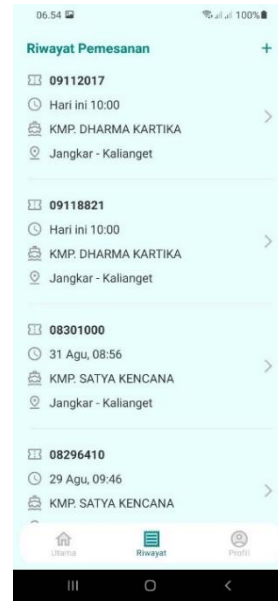 06.54
100%
Riwayat Pemesanan +
09112017
Hari ini 10:00
KMP. DHARMA KARTIKA
Jangkar - Kalianget
09118821
Hari ini 10:00
KMP. DHARMA KARTIKA
Jangkar - Kalianget
08301000
31 Agu, 08:56
KMP. SATYA KENCANA
Jangkar - Kalianget
08296410
29 Agu, 09:46
KMP. SATYA KENCANA
Utama Riwayat Profil